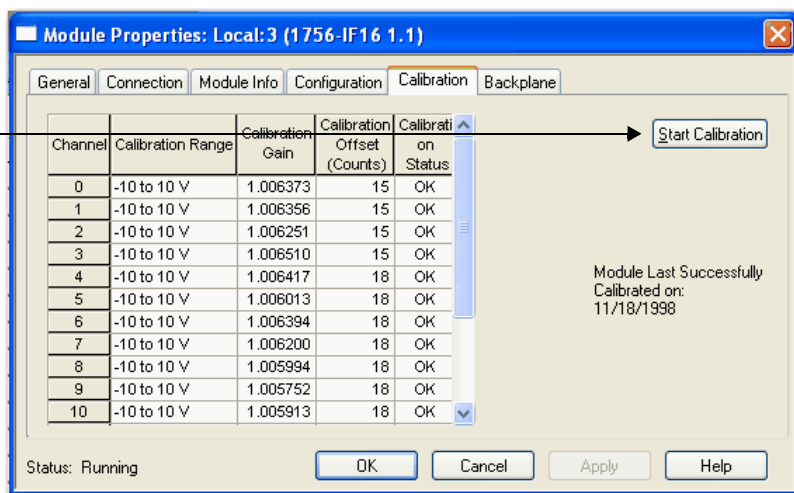 Module Properties: Local:3 (1756-IF16 1.1)
General Connection Module Info Configuration Calibration Backplane
Channel Calibration Range Calibration Gain Calibration Offset (Counts) Calibrati on Status
0 -10 to 10 V 1.006373 15 OK
1 -10 to 10 V 1.006356 15 OK
2 -10 to 10 V 1.006251 15 OK
3 -10 to 10 V 1.006510 15 OK
4 -10 to 10 V 1.006417 18 OK
5 -10 to 10 V 1.006013 18 OK
6 -10 to 10 V 1.006394 18 OK
7 -10 to 10 V 1.006200 18 OK
8 -10 to 10 V 1.005994 18 OK
9 -10 to 10 V 1.005752 18 OK
10 -10 to 10 V 1.005913 18 OK
Start Calibration
Module Last Successfully
Calibrated on:
11/18/1998
Status: Running
OK Cancel Apply Help